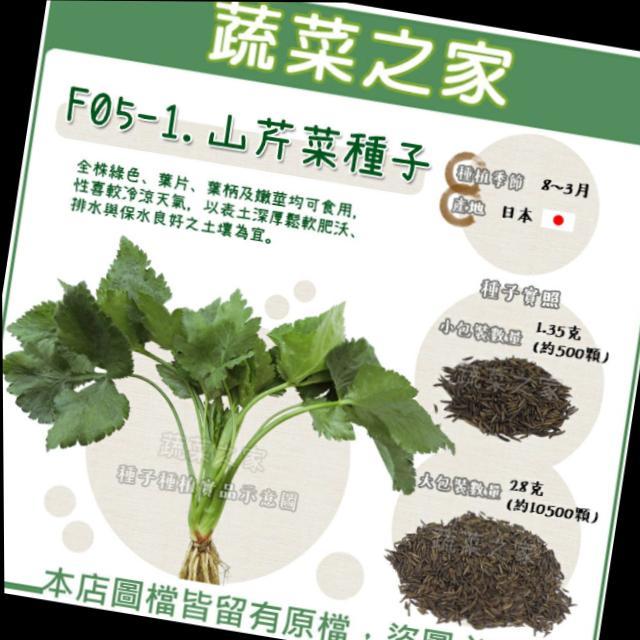 蔬菜之家
F05-1.山芹菜種子
全株綠色、葉片、葉柄及嫩莖均可食用,
性喜歡冷涼天氣, 以表土深厚鬆軟肥沃、
排水與保水良好之土壤為宜。
種植季節 8~3月
產地 日本
種子實照
小包裝數量 1.35克
(約500顆)
蔬菜之家
種子種植實品示意圖
大包裝數量 28克
(約10500顆)
蔬菜之家
本店圖檔皆留有原檔,盜圖